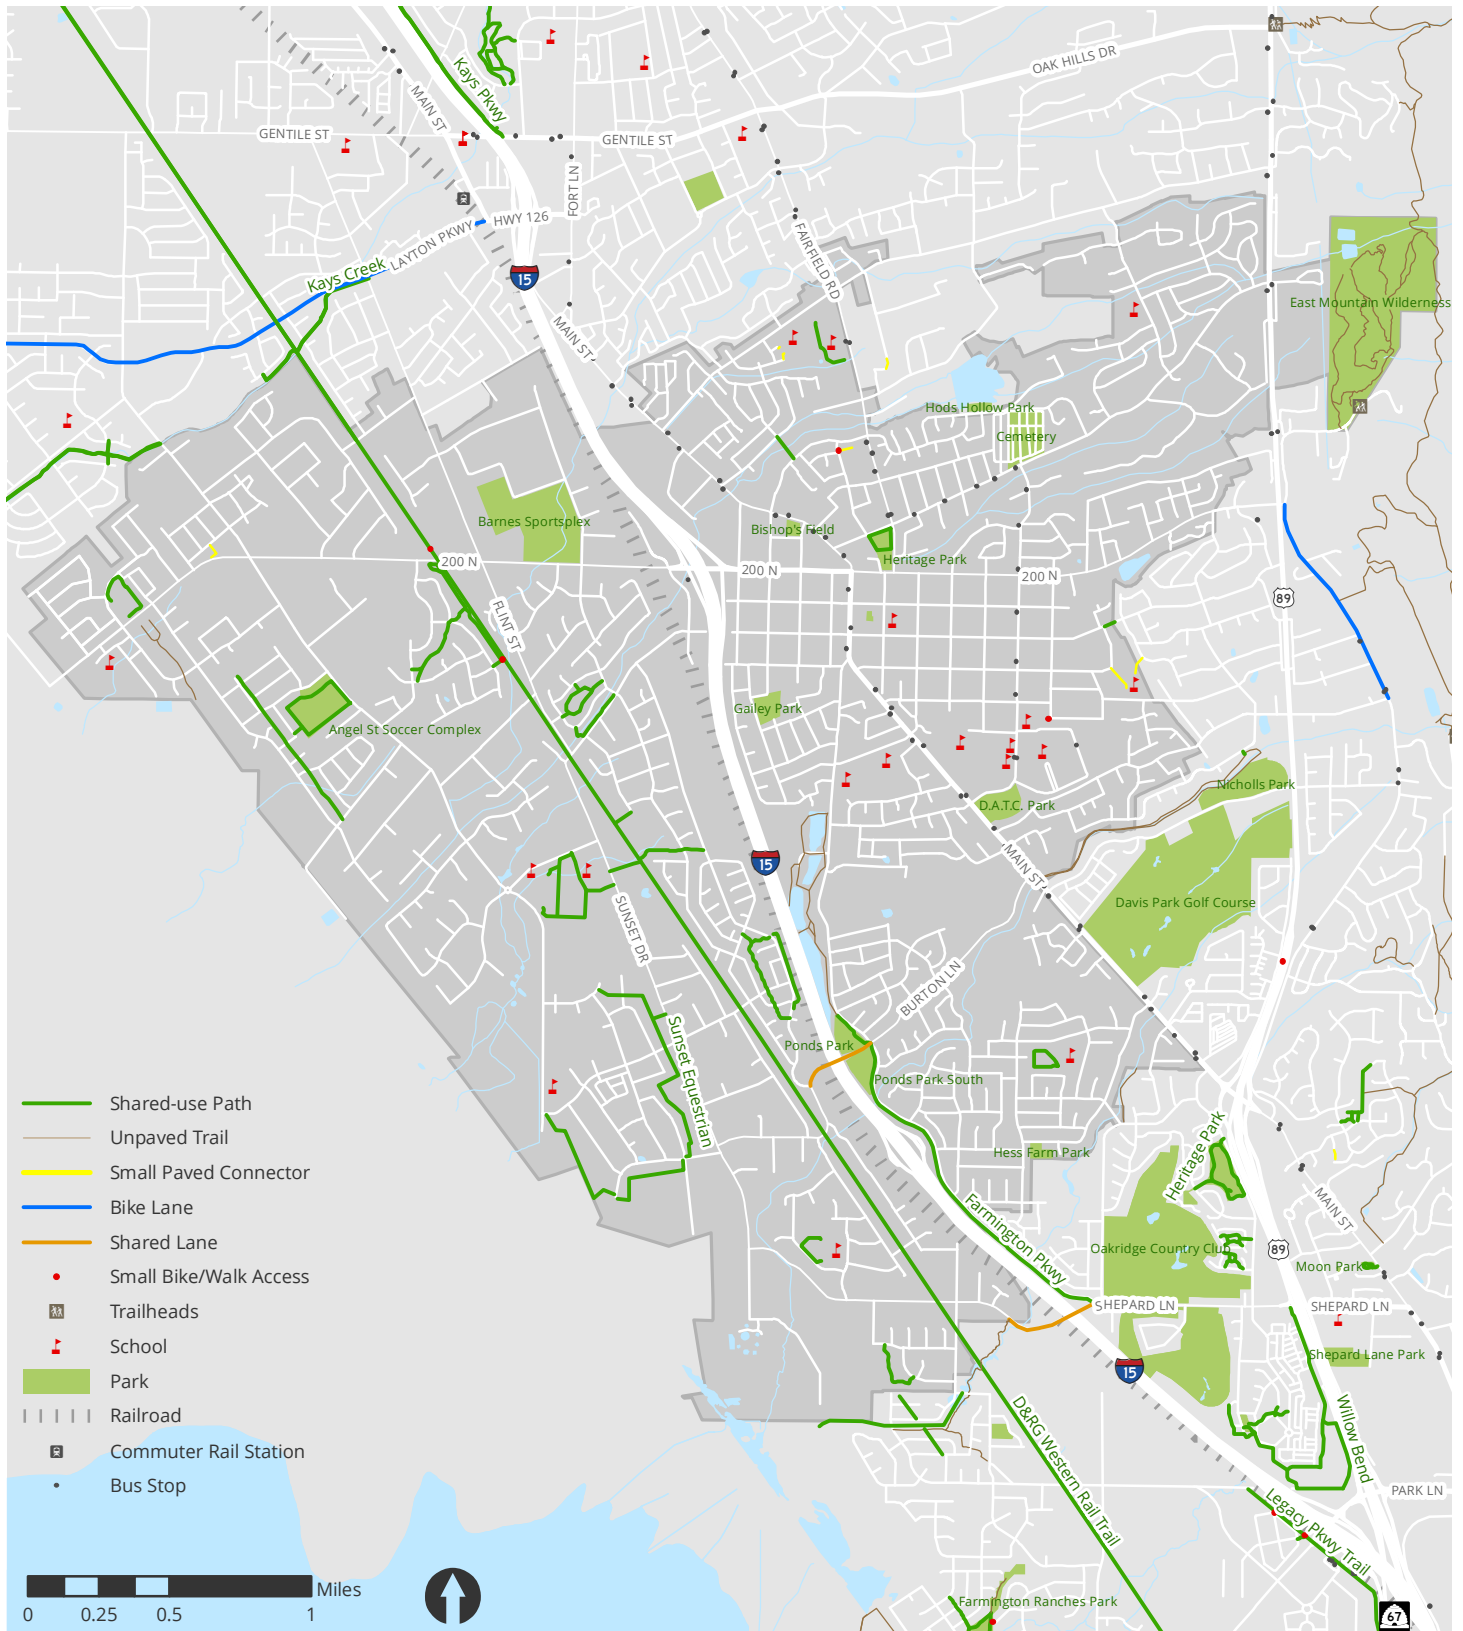 OAK HILLS DR
Kays Pkwy
MAIN ST
GENTILE ST
GENTILE ST
FORT LN
HWY 126
LAYTON PKWY
Kays Creek
15
FAIRFIELD RD
MAIN ST
East Mountain Wilderness
Hods Hollow Park
Cemetery
Barnes Sportsplex
Bishop's Field
Heritage Park
200 N
200 N
200 N
89
FLINT ST
Gailey Park
Angel St Soccer Complex
Nicholls Park
D.A.T.C. Park
15
MAIN ST
Davis Park Golf Course
SUNSET DR
BURTON LN
Sunset Equestrian
Ponds Park
Ponds Park South
Hess Farm Park
Heritage Park
MAIN ST
Farmington Pkwy
Oakridge Country Club
89
Moon Park
SHEPARD LN
SHEPARD LN
Shepard Lane Park
15
D&RG Western Rail Trail
Willow Bend
PARK LN
Legacy Pkwy Trail
Farmington Ranches Park
67
Shared-use Path
Unpaved Trail
Small Paved Connector
Bike Lane
Shared Lane
Small Bike/Walk Access
Trailheads
School
Park
Railroad
Commuter Rail Station
Bus Stop
Miles
0 0.25 0.5 1